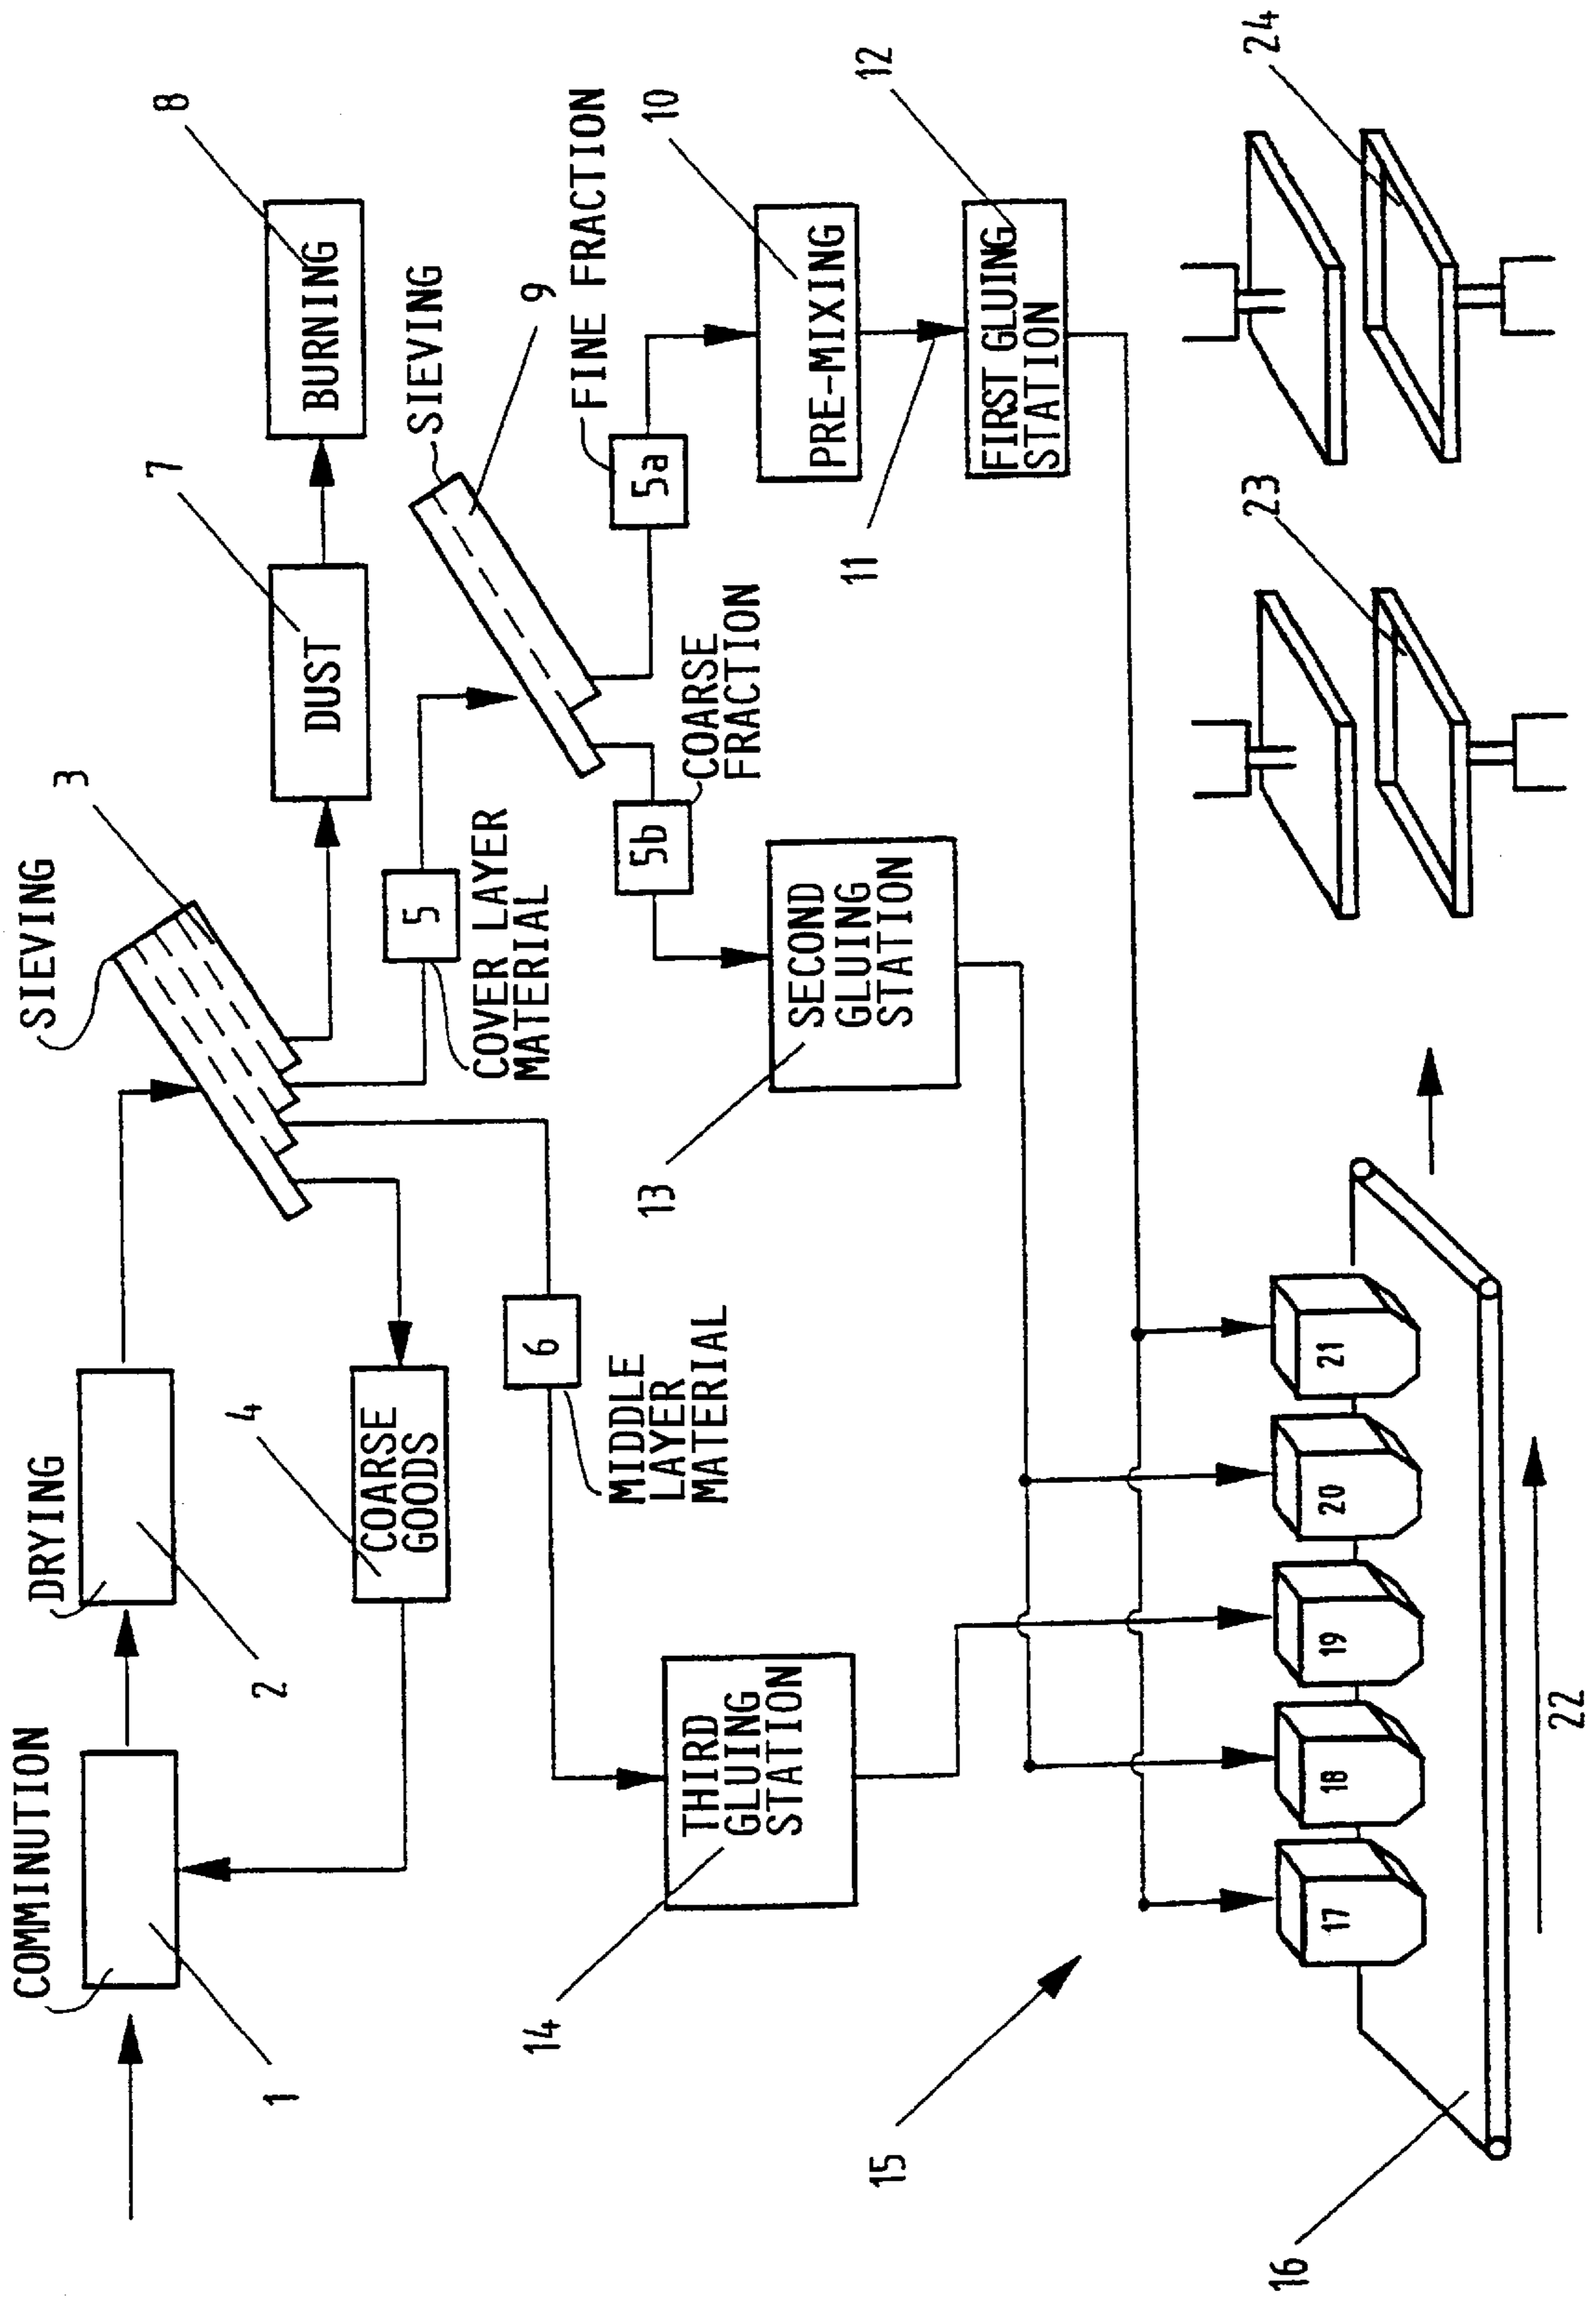 COMMINUTION
DRYING
SIEVING
3
8
1
2
4
COARSE
GOODS
7
DUST
BURNING
5
COVER LAYER
MATERIAL
SIEVING
9
6
MIDDLE
LAYER
MATERIAL
5b
COARSE
FRACTION
5a
FINE FRACTION
10
PRE-MIXING
11
12
FIRST GLUING
STATION
13
SECOND
GLUING
STATION
14
THIRD
GLUING
STATION
15
16
17
18
19
20
21
22
23
24